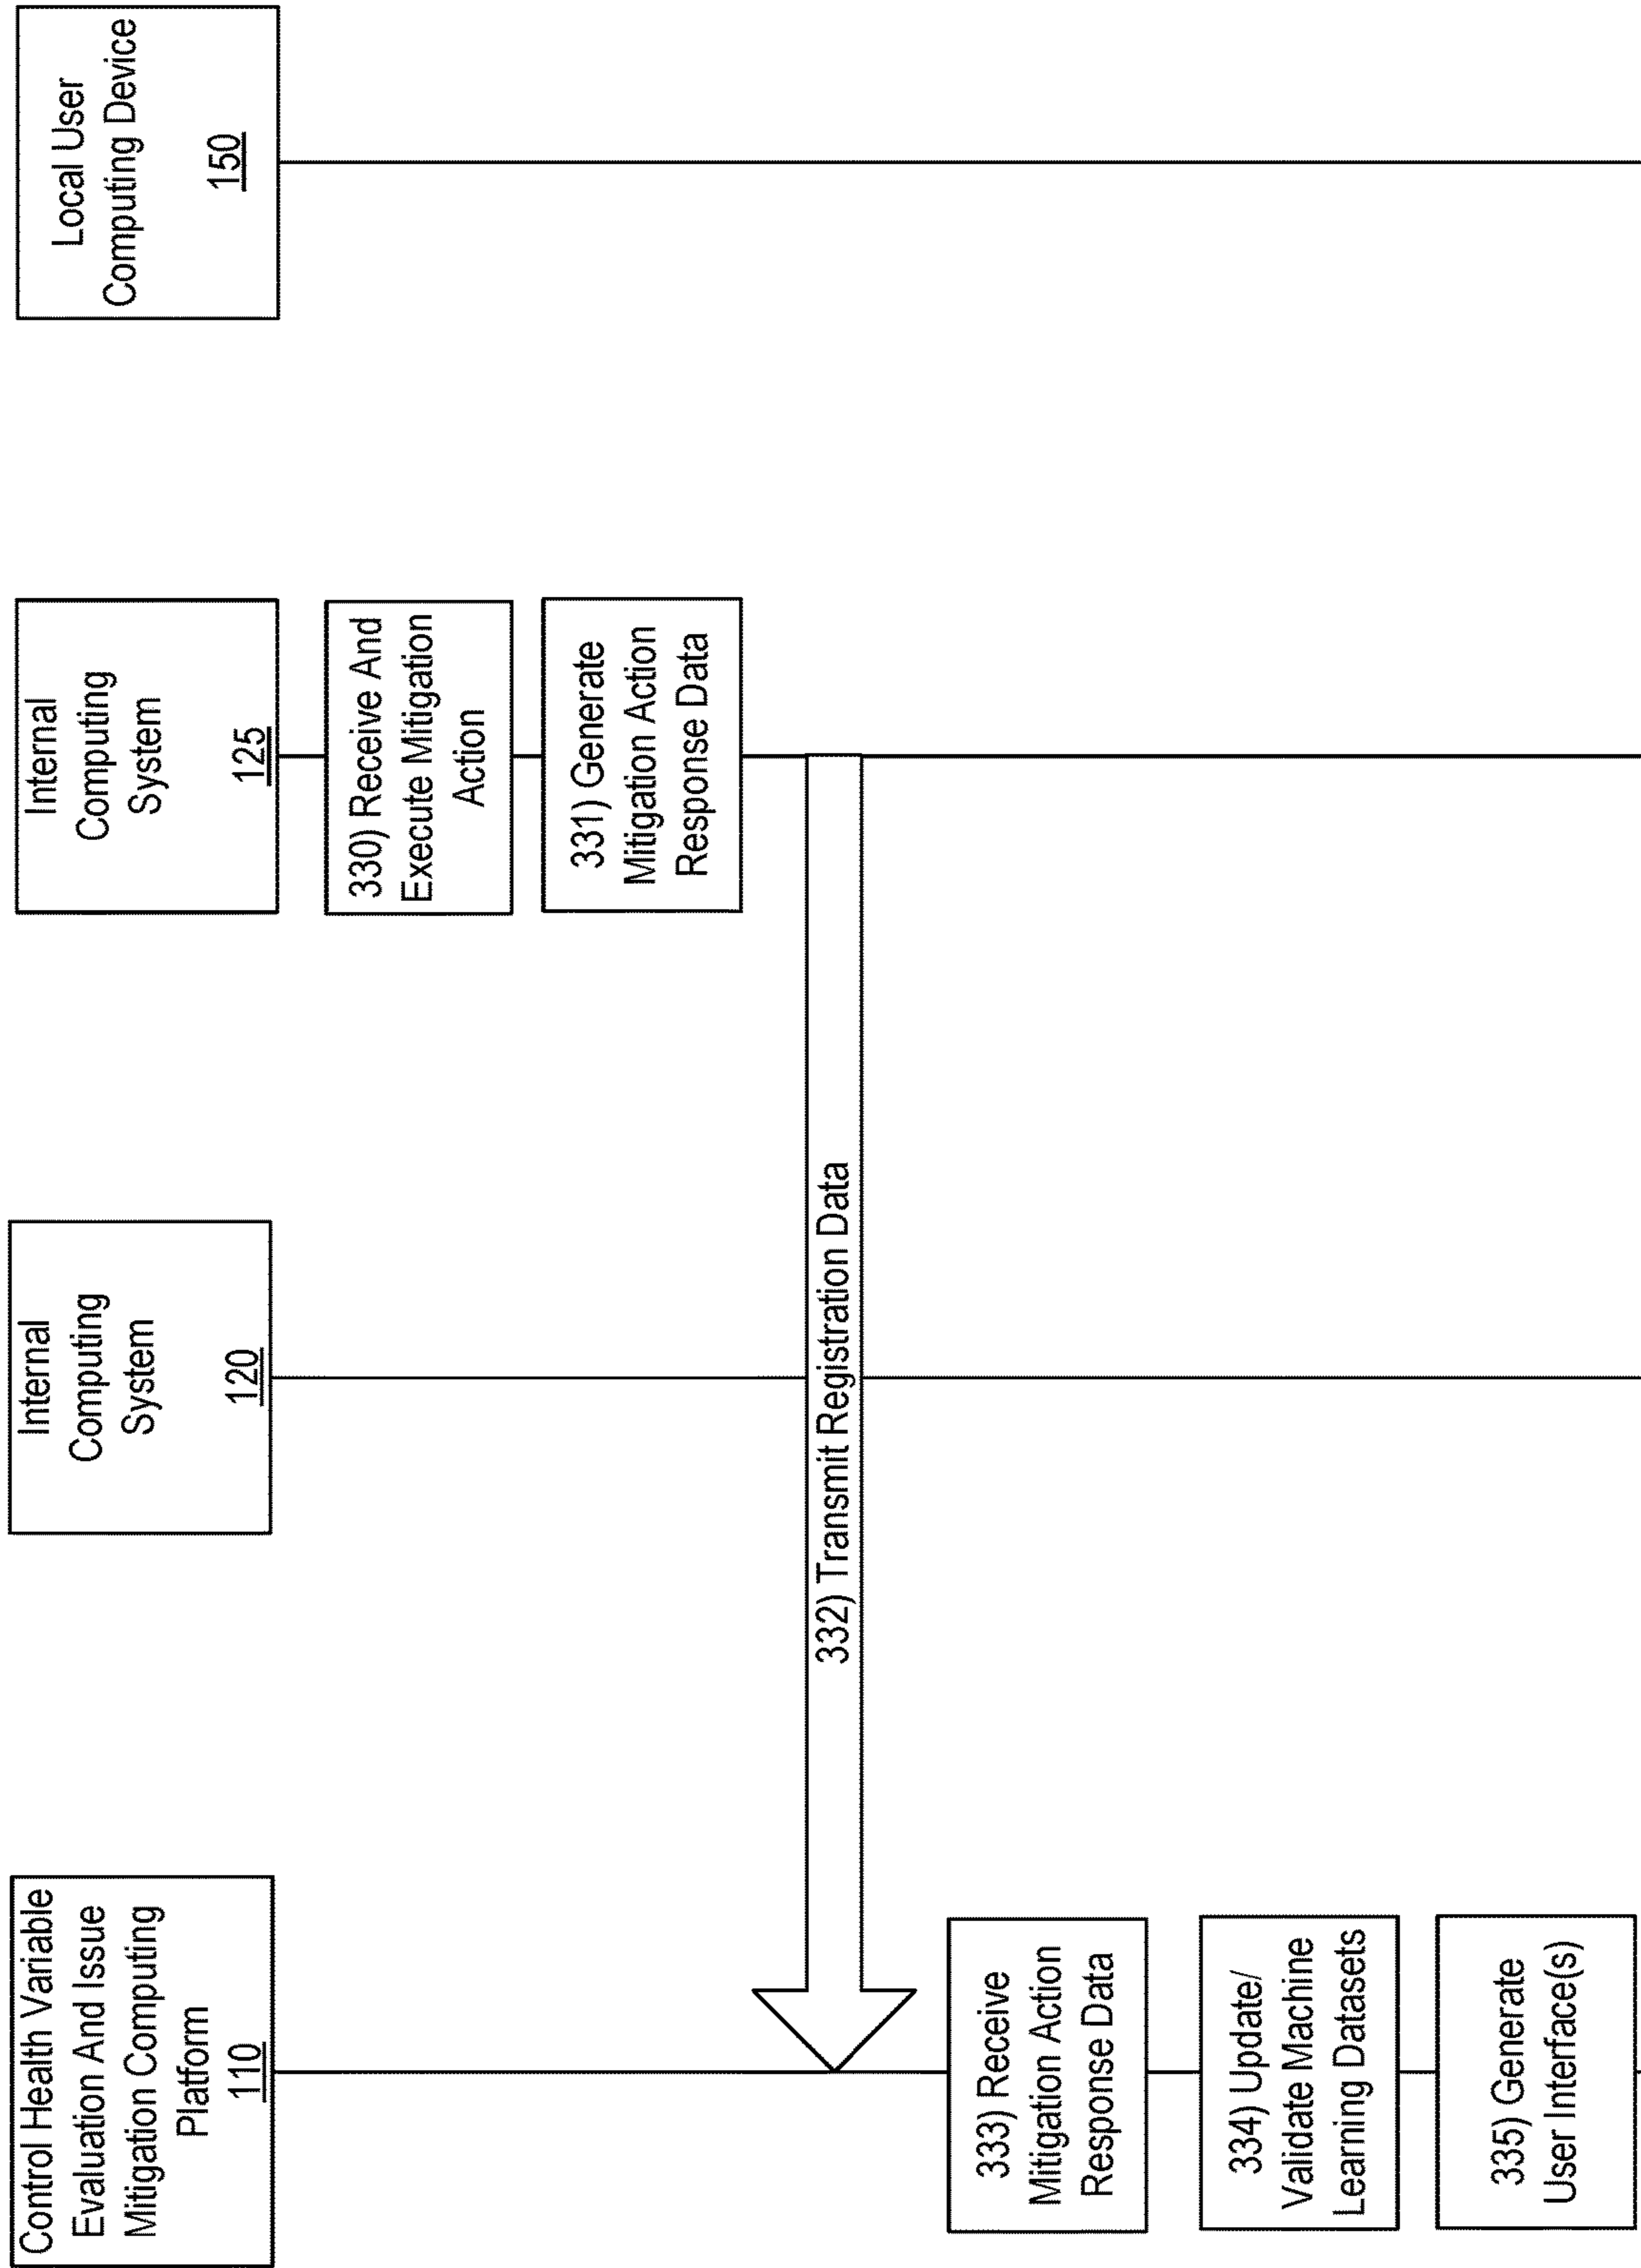 Control Health Variable
Evaluation And Issue
Mitigation Computing
Platform
110
Internal
Computing
System
120
Internal
Computing
System
125
Local User
Computing Device
150
330) Receive And
Execute Mitigation
Action
331) Generate
Mitigation Action
Response Data
332) Transmit Registration Data
333) Receive
Mitigation Action
Response Data
334) Update/
Validate Machine
Learning Datasets
335) Generate
User Interface(s)